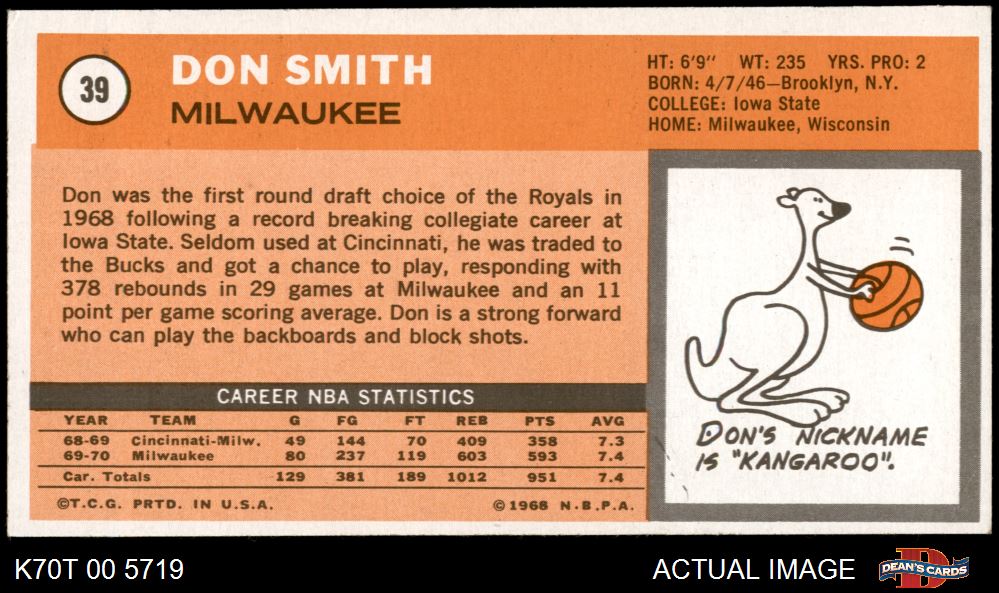 39
DON SMITH
MILWAUKEE
HT: 6'9" WT: 235 YRS. PRO: 2
BORN: 4/7/46—Brooklyn, N.Y.
COLLEGE: Iowa State
HOME: Milwaukee, Wisconsin
Don was the first round draft choice of the Royals in
1968 following a record breaking collegiate career at
Iowa State. Seldom used at Cincinnati, he was traded to
the Bucks and got a chance to play, responding with
378 rebounds in 29 games at Milwaukee and an 11
point per game scoring average. Don is a strong forward
who can play the backboards and block shots.
CAREER NBA STATISTICS
YEAR TEAM G FG FT REB PTS AVG
68-69 Cincinnati-Milw. 49 144 70 409 358 7.3
69-70 Milwaukee 80 237 119 603 593 7.4
Car. Totals 129 381 189 1012 951 7.4
©T.C.G. PRTD. IN U.S.A. ©1968 N.B.P.A.
DON'S NICKNAME
IS "KANGAROO".
K70T 00 5719
ACTUAL IMAGE
D
DEAN'S CARDS